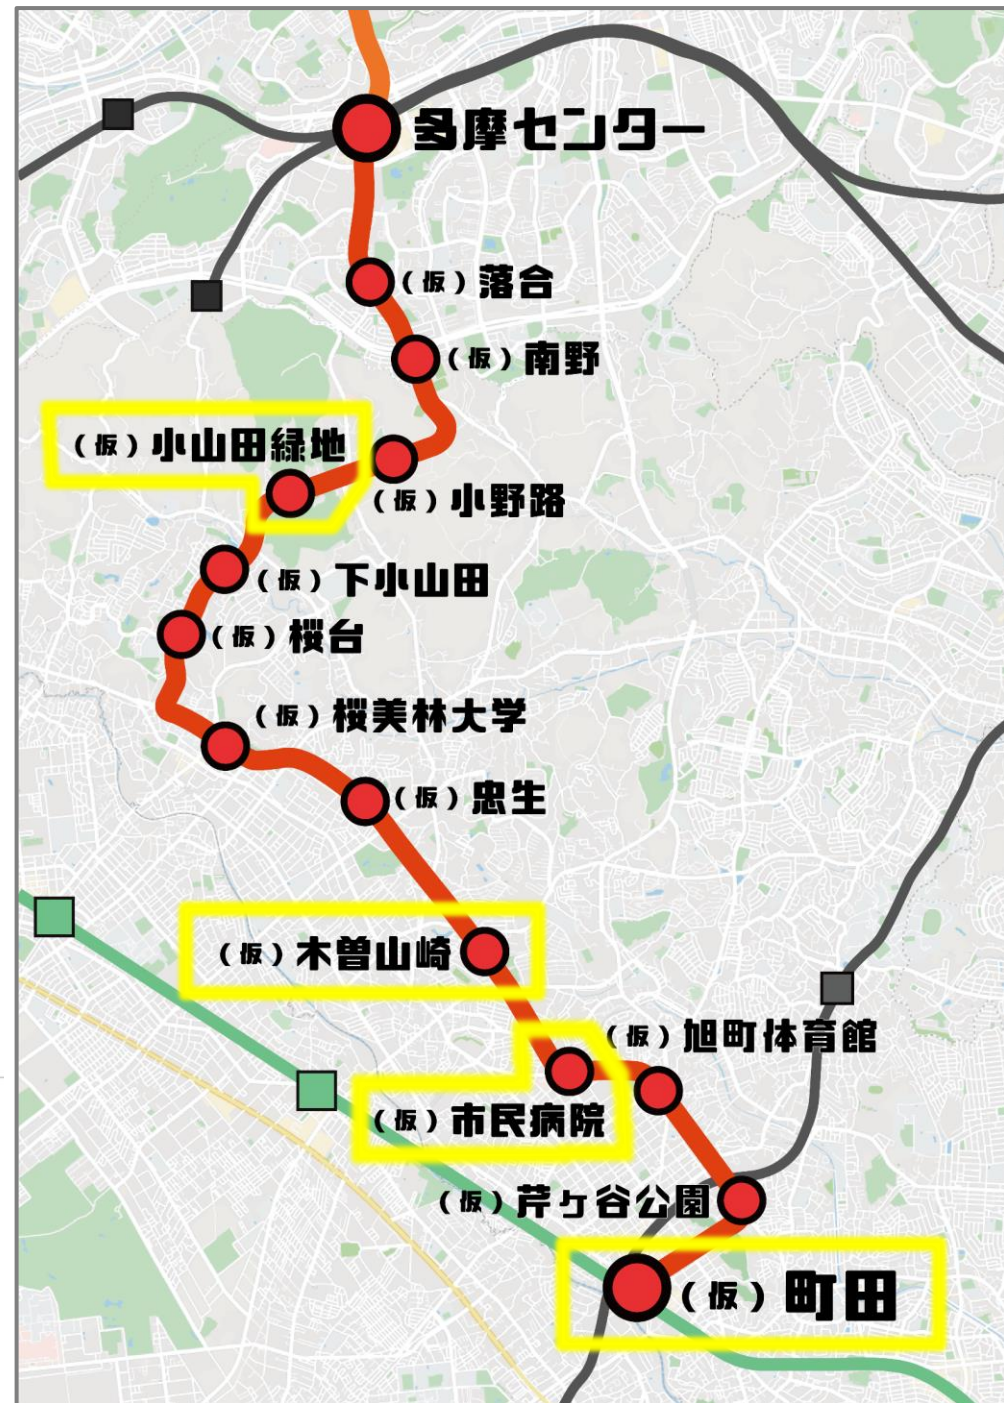 多摩センター
(仮)落合
(仮)南野
(仮)小山田緑地
(仮)小野路
(仮)下小山田
(仮)桜台
(仮)桜美林大学
(仮)忠生
(仮)木曽山崎
(仮)旭町体育館
(仮)市民病院
(仮)芹ヶ谷公園
(仮)町田